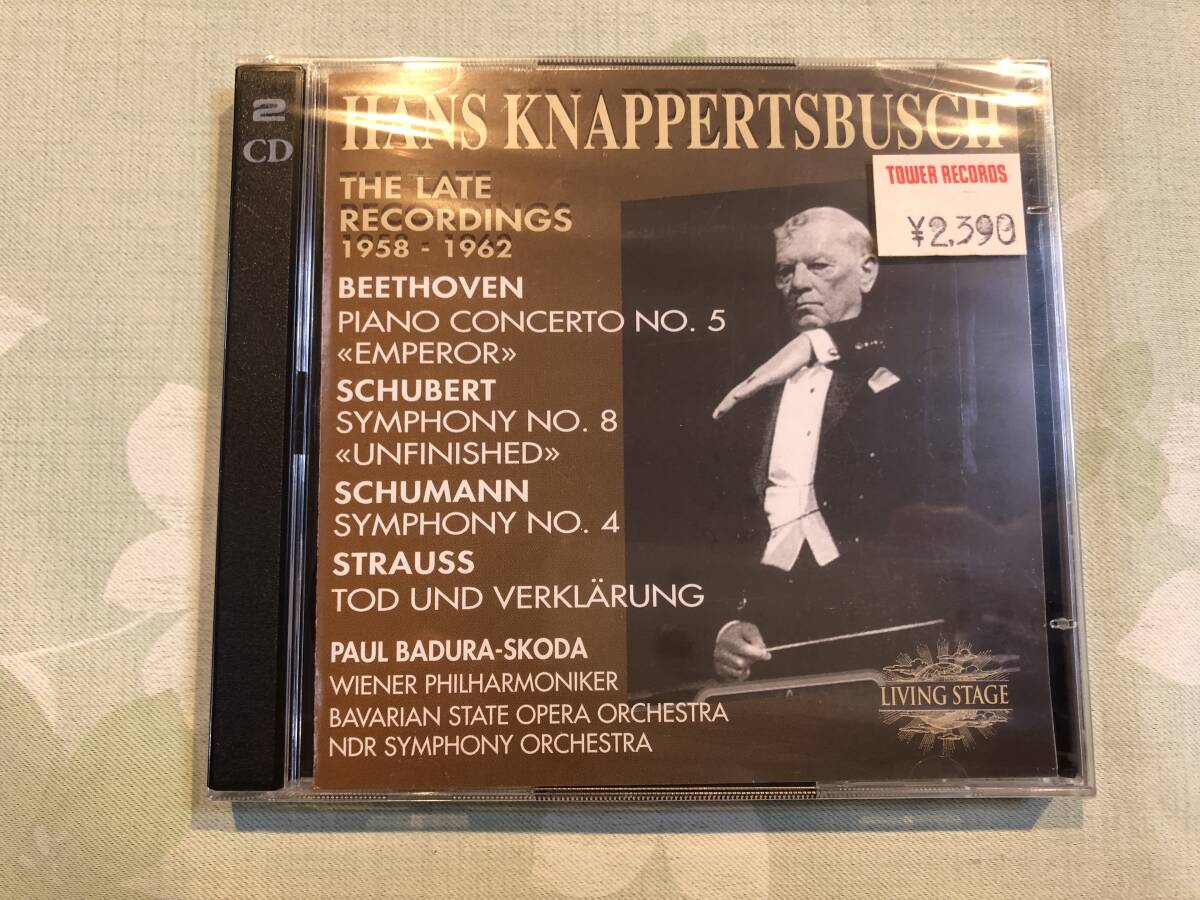 2
CD
HANS KNAPPERTSBUSCH
TOWER RECORDS
¥2,390
THE LATE
RECORDINGS
1958 - 1962
BEETHOVEN
PIANO CONCERTO NO. 5
«EMPEROR»
SCHUBERT
SYMPHONY NO. 8
«UNFINISHED»
SCHUMANN
SYMPHONY NO. 4
STRAUSS
TOD UND VERKLÄRUNG
PAUL BADURA-SKODA
WIENER PHILHARMONIKER
BAVARIAN STATE OPERA ORCHESTRA
NDR SYMPHONY ORCHESTRA
LIVING STAGE